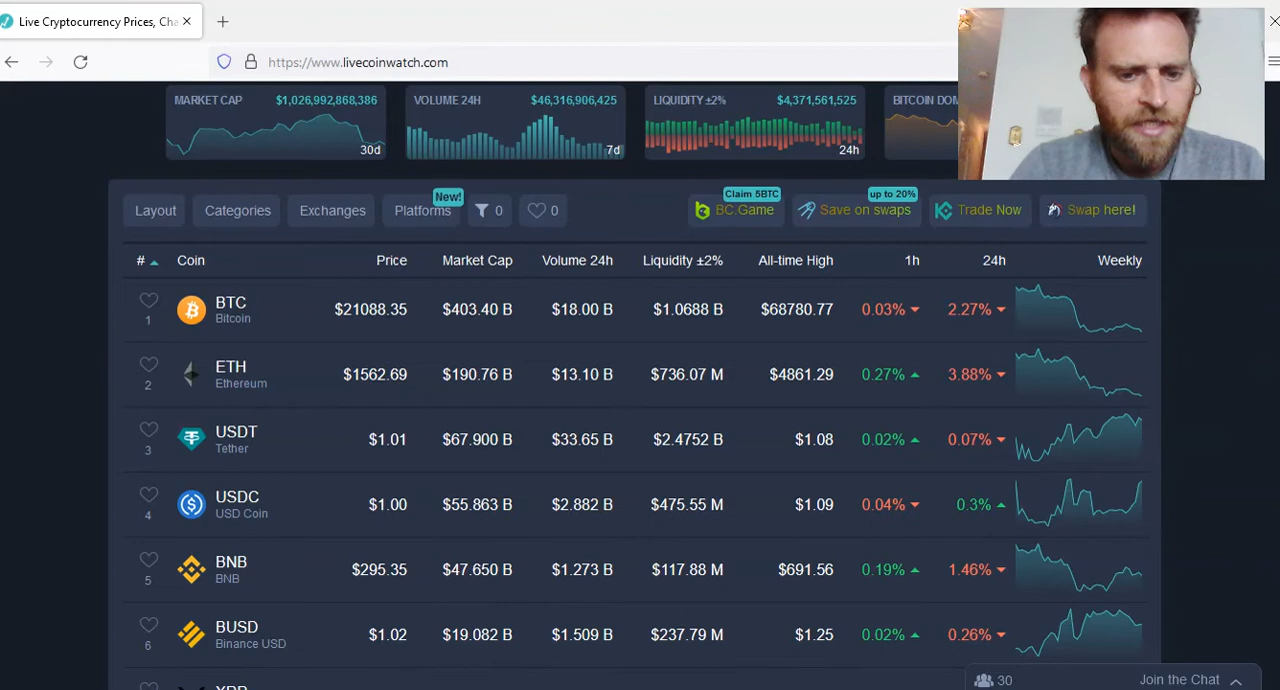 Live Cryptocurrency Prices, Cha
https://www.livecoinwatch.com
MARKET CAP $1,026,992,868,386
30d
VOLUME 24H $46,316,906,425
7d
LIQUIDITY ±2% $4,371,561,525
24h
BITCOIN DOM
Layout Categories Exchanges Platforms New! 0 0 BC.Game Claim 5BTC Save on swaps up to 20% Trade Now Swap here!
# Coin Price Market Cap Volume 24h Liquidity ±2% All-time High 1h 24h Weekly
1 BTC Bitcoin $21088.35 $403.40 B $18.00 B $1.0688 B $68780.77 0.03% 2.27%
2 ETH Ethereum $1562.69 $190.76 B $13.10 B $736.07 M $4861.29 0.27% 3.88%
3 USDT Tether $1.01 $67.900 B $33.65 B $2.4752 B $1.08 0.02% 0.07%
4 USDC USD Coin $1.00 $55.863 B $2.882 B $475.55 M $1.09 0.04% 0.3%
5 BNB BNB $295.35 $47.650 B $1.273 B $117.88 M $691.56 0.19% 1.46%
6 BUSD Binance USD $1.02 $19.082 B $1.509 B $237.79 M $1.25 0.02% 0.26%
30 Join the Chat